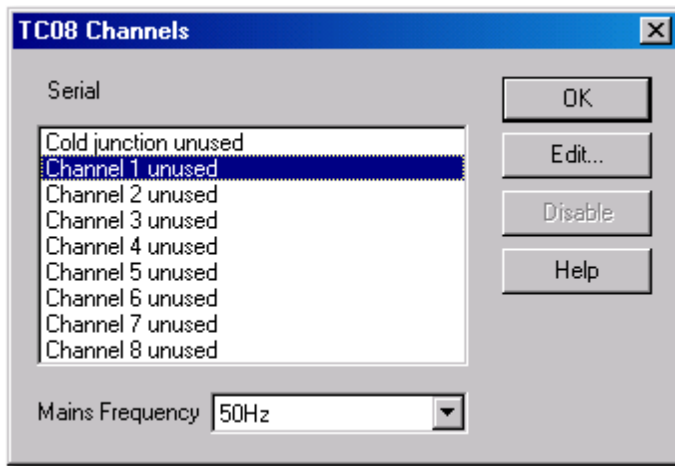 TC08 Channels
Serial
OK
Cold junction unused
Edit...
Channel 1 unused
Channel 2 unused
Disable
Channel 3 unused
Channel 4 unused
Help
Channel 5 unused
Channel 6 unused
Channel 7 unused
Channel 8 unused
Mains Frequency 50Hz